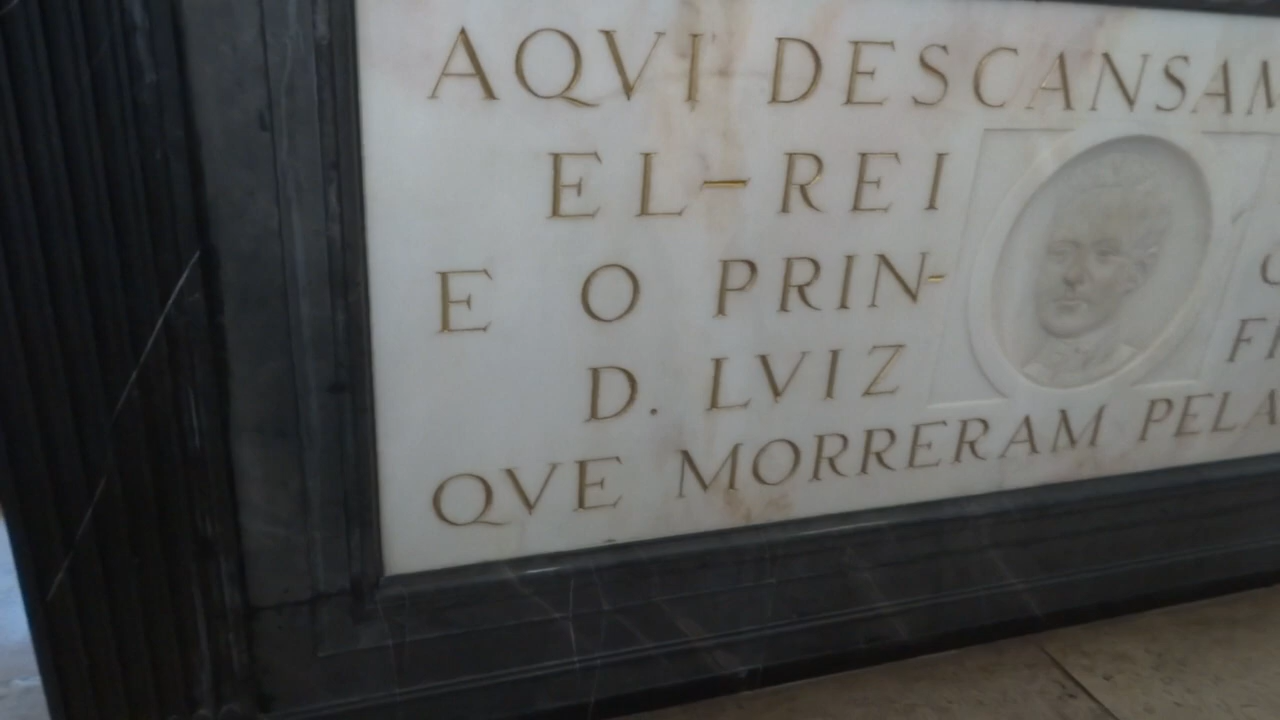 AQVI DESCANSAM
EL-REI
E O PRIN-
D. LVIZ
QVE MORRERAM PELA